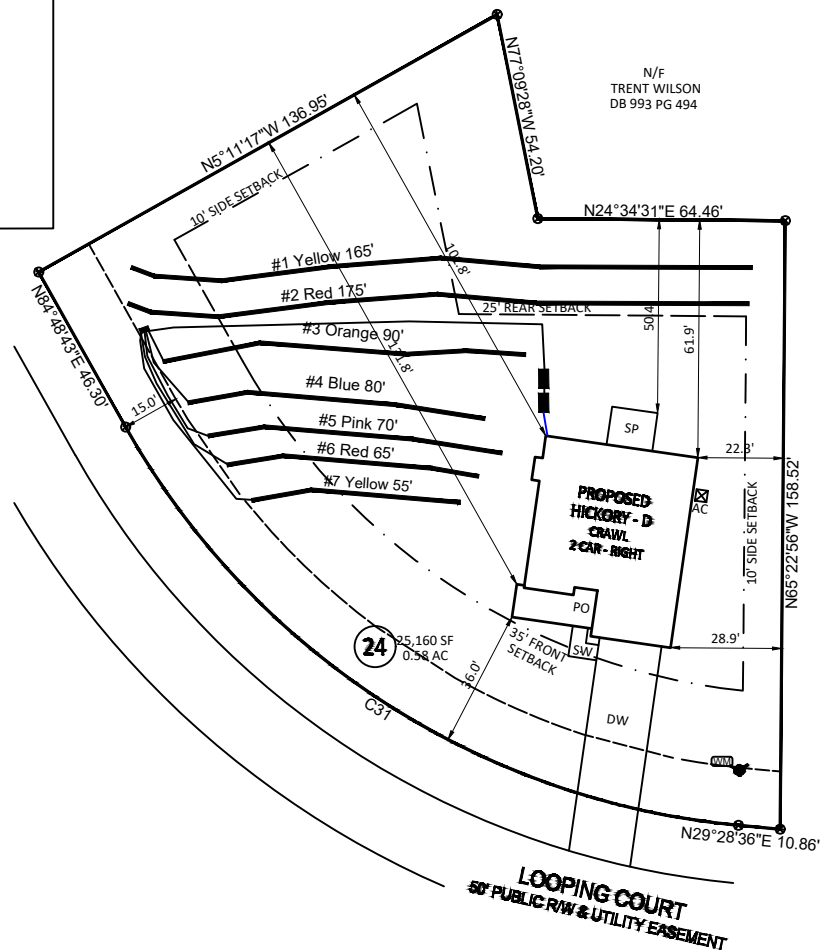 N/F
TRENT WILSON
DB 993 PG 494
N77°09'28"W 54.20'
N5°11'17"W 136.95'
10' SIDE SETBACK
N24°34'31"E 64.46'
#1 Yellow 165'
#2 Red 175'
25' REAR SETBACK
50.4
61.9'
#3 Orange 90'
#4 Blue 80'
#5 Pink 70'
#6 Red 65'
#7 Yellow 55'
N84°48'43"E 46.30'
15.0'
SP
22.3'
AC
PROPOSED
HICKORY - D
CRAWL
2 CAR - RIGHT
10' SIDE SETBACK
N65°22'56"W 158.52'
PO
SW
28.9'
35' FRONT
SETBACK
36.0'
24
25,160 SF
0.58 AC
C31
DW
WM
N29°28'36"E 10.86'
LOOPING COURT
50' PUBLIC R/W & UTILITY EASEMENT